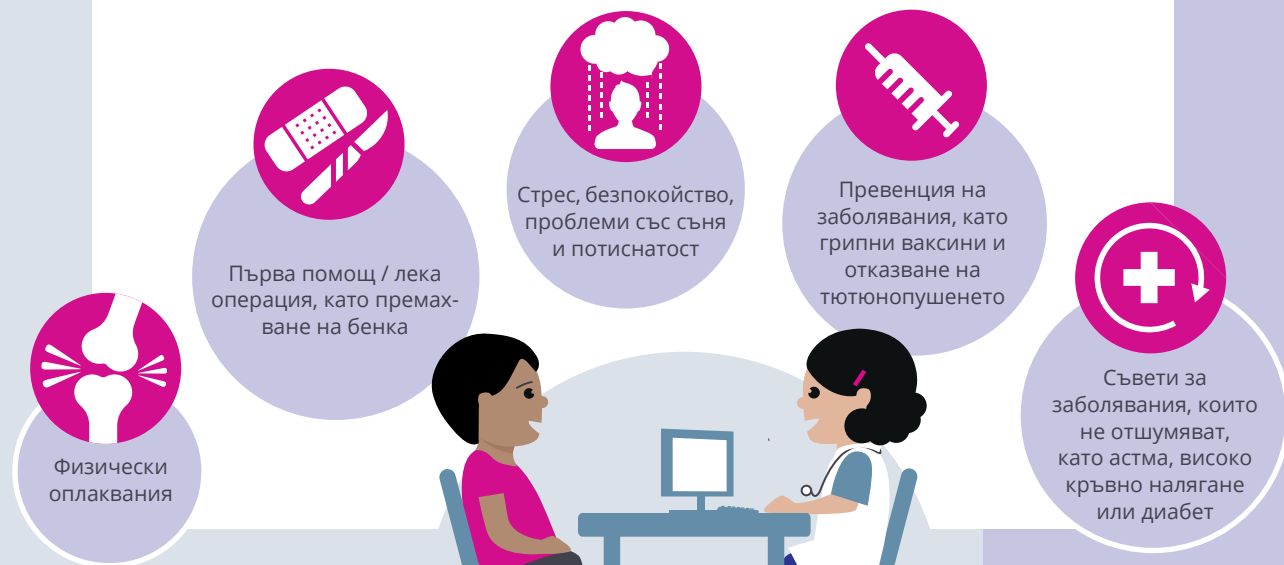 Физически
оплаквания
Първа помощ / лека
операция, като премах-
ване на бенка
Стрес, безпокойство,
проблеми със съня
и потиснатост
Превенция на
заболявания, като
грипни ваксини и
отказване на
тютюнопушенето
Съвети за
заболявания, които
не отшумяват,
като астма, високо
кръвно налягане
или диабет